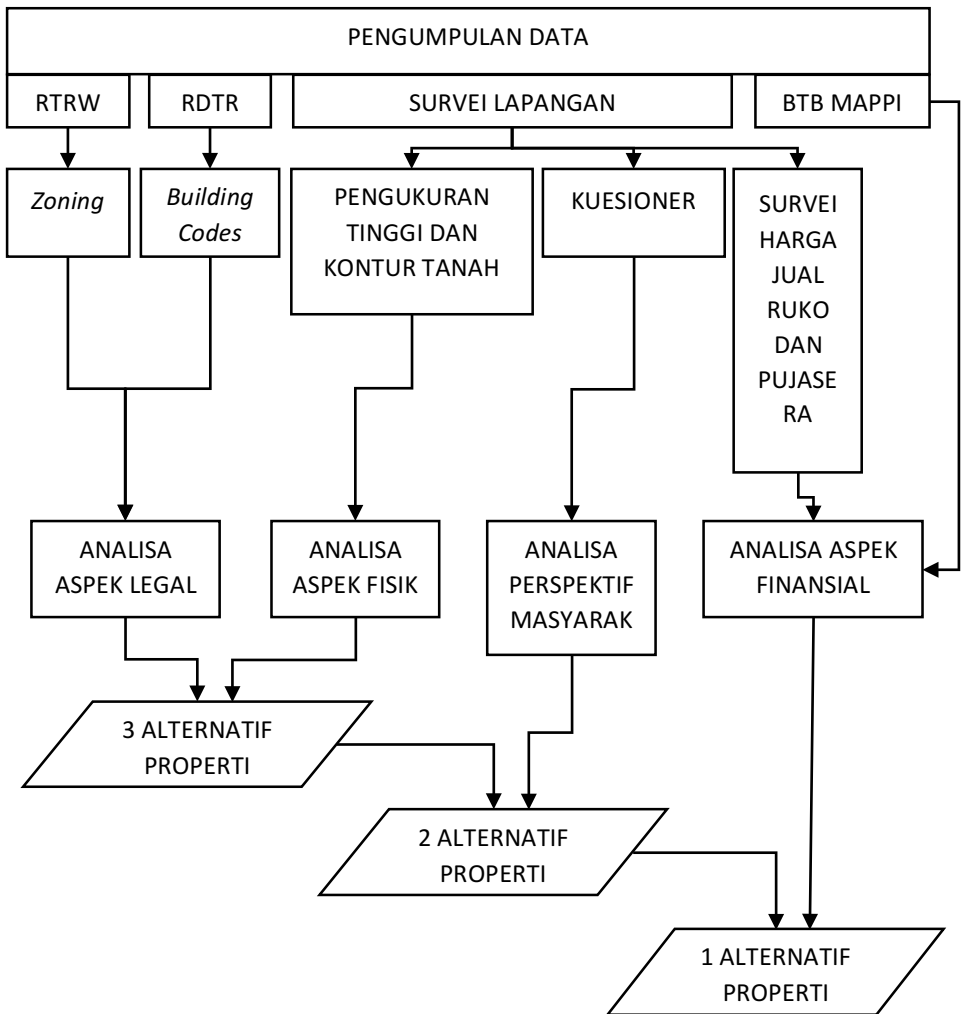 PENGUMPULAN DATA
RTRW
RDTR
SURVEI LAPANGAN
BTB MAPPI
Zoning
Building
Codes
PENGUKURAN
TINGGI DAN
KONTUR TANAH
KUESIONER
SURVEI
HARGA
JUAL
RUKO
DAN
PUJASE
RA
ANALISA
ASPEK LEGAL
ANALISA
ASPEK FISIK
ANALISA
PERSPEKTIF
MASYARAK
ANALISA ASPEK
FINANSIAL
3 ALTERNATIF
PROPERTI
2 ALTERNATIF
PROPERTI
1 ALTERNATIF
PROPERTI